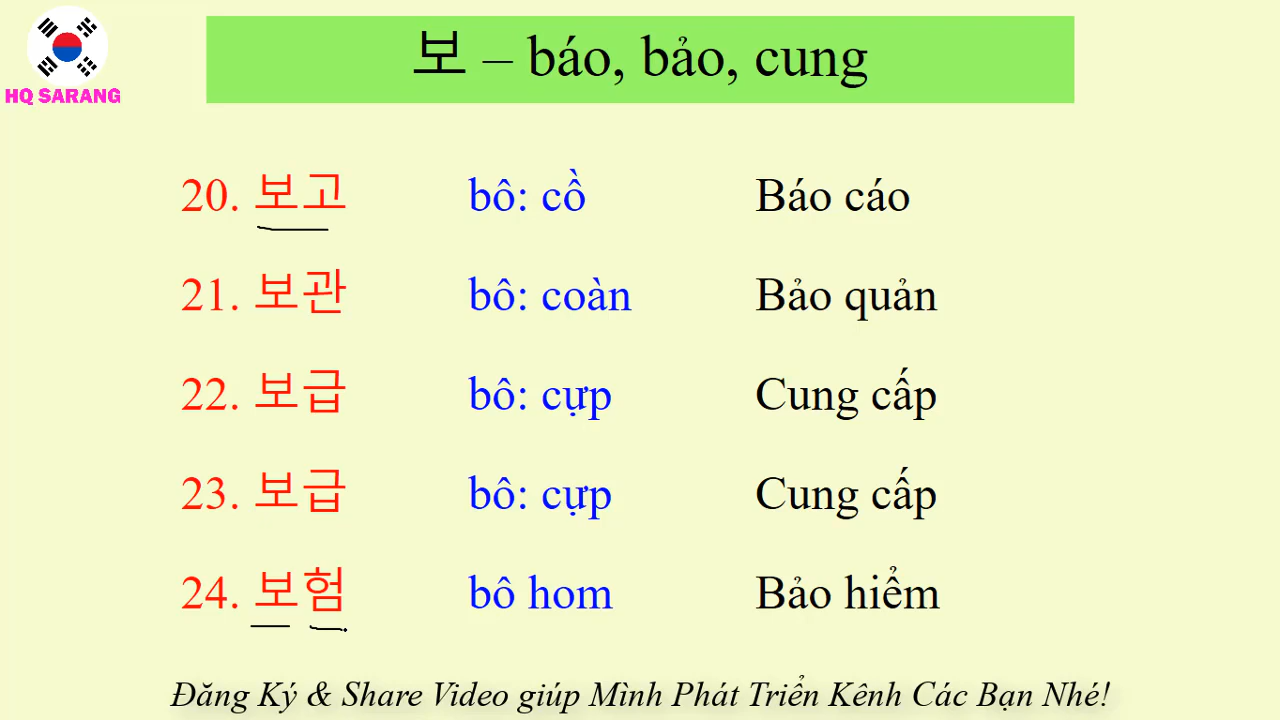 HQ SARANG
보 – báo, bảo, cung
20. 보고 bô: cồ Báo cáo
21. 보관 bô: coàn Bảo quản
22. 보급 bô: cựp Cung cấp
23. 보급 bô: cựp Cung cấp
24. 보험 bô hom Bảo hiểm
Đăng Ký & Share Video giúp Mình Phát Triển Kênh Các Bạn Nhé!